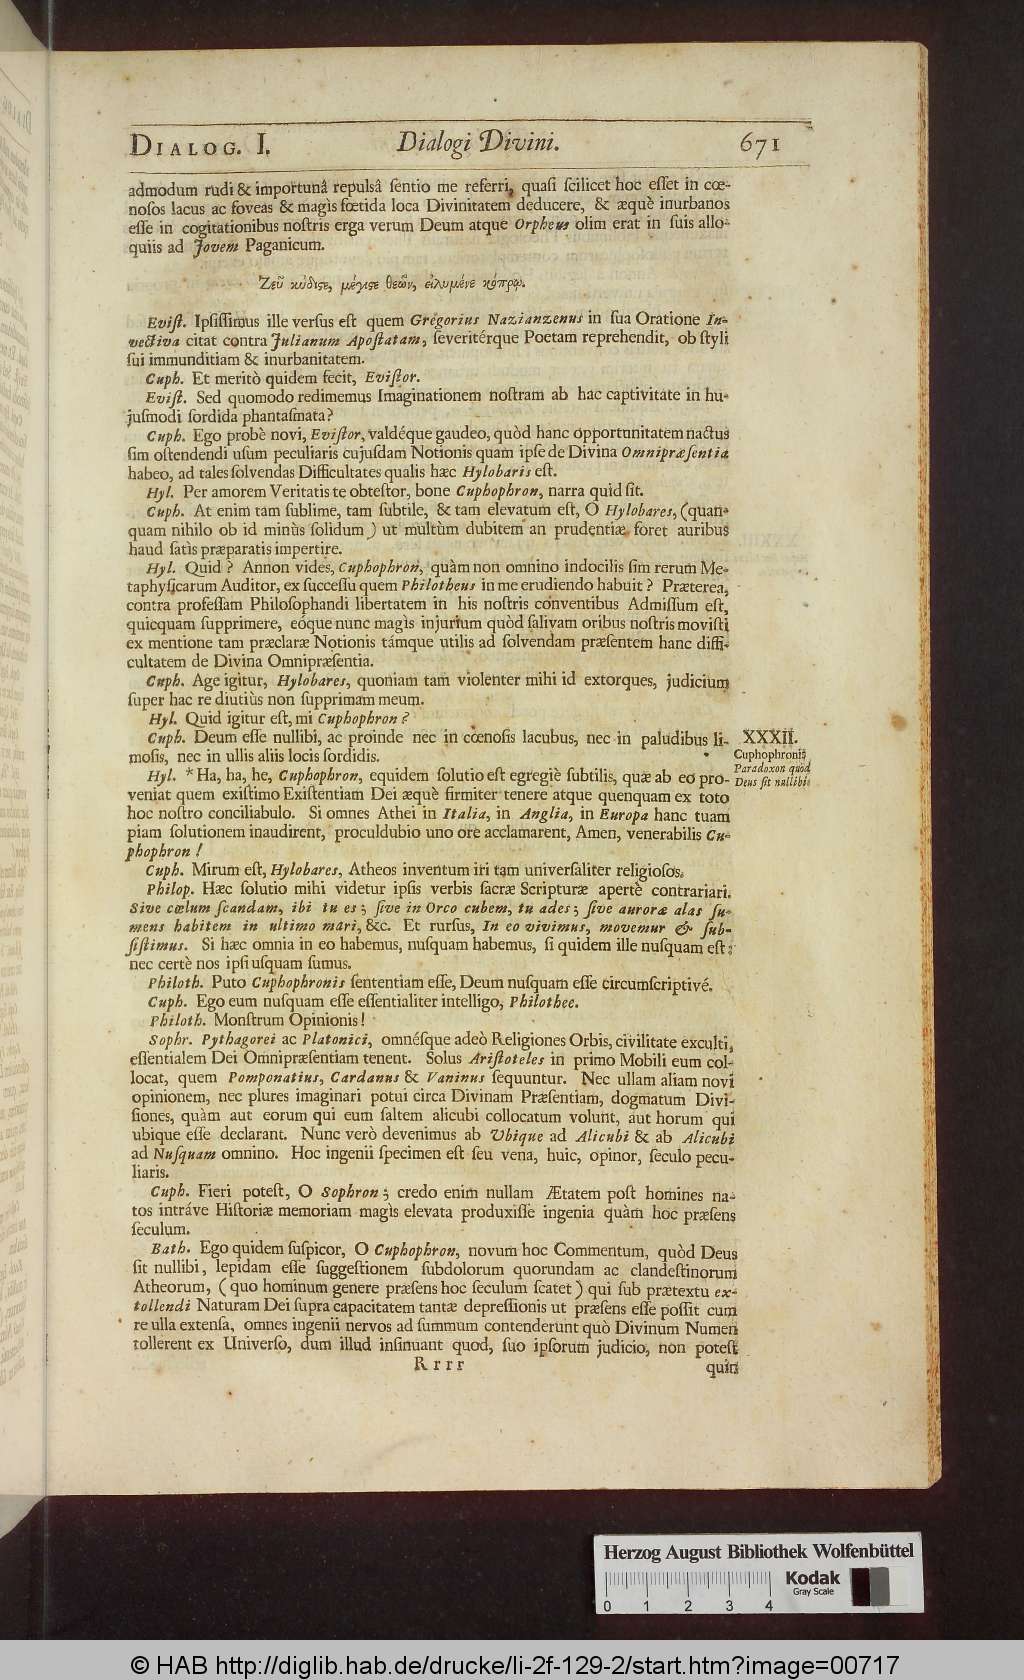 DIALOG. I. Dialogi Divini. 671
admodum rudi & importunâ repulsâ ſentio me referri, quaſi ſcilicet hoc eſſet in cœ-
noſos lacus ac foveas & magis fœtida loca Divinitatem deducere, & æquè inurbanos
eſſe in cogitationibus noſtris erga verum Deum atque Orpheus olim erat in ſuis allo-
quiis ad Jovem Paganicum.
Ζεῦ κύδιϛε, μέγιϛε θεῶν, εἰλυμένε κόπρῳ.
Eviſt. Ipſiſſimus ille verſus eſt quem Gregorius Nazianzenus in ſua Oratione In-
vectiva citat contra Julianum Apoſtatam, ſeveritérque Poetam reprehendit, ob ſtyli
ſui immunditiam & inurbanitatem.
Cuph. Et meritò quidem fecit, Eviſtor.
Eviſt. Sed quomodo redimemus Imaginationem noſtram ab hac captivitate in hu-
juſmodi ſordida phantaſmata?
Cuph. Ego probè novi, Eviſtor, valdéque gaudeo, quòd hanc opportunitatem nactus
ſim oſtendendi uſum peculiaris cujuſdam Notionis quam ipſe de Divina Omnipræſentia
habeo, ad tales ſolvendas Difficultates qualis hæc Hylobaris eſt.
Hyl. Per amorem Veritatis te obteſtor, bone Cuphophron, narra quid ſit.
Cuph. At enim tam ſublime, tam ſubtile, & tam elevatum eſt, O Hylobares, (quan-
quam nihilo ob id minùs ſolidum) ut multùm dubitem an prudentiæ foret auribus
haud ſatìs præparatis impertire.
Hyl. Quid? Annon vides, Cuphophron, quàm non omnino indocilis ſim rerum Me-
taphyſicarum Auditor, ex ſucceſſu quem Philotheus in me erudiendo habuit? Præterea,
contra profeſſam Philoſophandi libertatem in his noſtris conventibus Admiſſum eſt,
quicquam ſupprimere, eóque nunc magìs injurium quòd ſalivam oribus noſtris moviſti
ex mentione tam præclaræ Notionis támque utilis ad ſolvendam præſentem hanc diffi-
cultatem de Divina Omnipræſentia.
Cuph. Age igitur, Hylobares, quoniam tam violenter mihi id extorques, judicium
ſuper hac re diutiùs non ſupprimam meum.
Hyl. Quid igitur eſt, mi Cuphophron?
Cuph. Deum eſſe nullibi, ac proinde nec in cœnoſis lacubus, nec in paludibus li-
moſis, nec in ullis aliis locis ſordidis.
XXXII.
Cuphophronis
Paradoxon quòd
Deus ſit nullibi.
Hyl. *Ha, ha, he, Cuphophron, equidem ſolutio eſt egregiè ſubtilis, quæ ab eo pro-
veniat quem exiſtimo Exiſtentiam Dei æquè firmiter tenere atque quenquam ex toto
hoc noſtro conciliabulo. Si omnes Athei in Italia, in Anglia, in Europa hanc tuam
piam ſolutionem inaudirent, proculdubio uno ore acclamarent, Amen, venerabilis Cu-
phophron!
Cuph. Mirum eſt, Hylobares, Atheos inventum iri tam univerſaliter religioſos.
Philop. Hæc ſolutio mihi videtur ipſis verbis ſacræ Scripturæ apertè contrariari.
Sive cœlum ſcandam, ibi tu es; ſive in Orco cubem, tu ades; ſive auroræ alas ſu-
mens habitem in ultimo mari, &c. Et rurſus, In eo vivimus, movemur & ſub-
ſiſtimus. Si hæc omnia in eo habemus, nuſquam habemus, ſi quidem ille nuſquam eſt;
nec certè nos ipſi uſquam ſumus.
Philoth. Puto Cuphophronis ſententiam eſſe, Deum nuſquam eſſe circumſcriptivé.
Cuph. Ego eum nuſquam eſſe eſſentialiter intelligo, Philothee.
Philoth. Monſtrum Opinionis!
Sophr. Pythagorei ac Platonici, omnéſque adeò Religiones Orbis, civilitate exculti,
eſſentialem Dei Omnipræſentiam tenent. Solus Ariſtoteles in primo Mobili eum col-
locat, quem Pomponatius, Cardanus & Vaninus ſequuntur. Nec ullam aliam novi
opinionem, nec plures imaginari potui circa Divinam Præſentiam, dogmatum Divi-
ſiones, quàm aut eorum qui eum ſaltem alicubi collocatum volunt, aut horum qui
ubique eſſe declarant. Nunc verò devenimus ab Ubique ad Alicubi & ab Alicubi
ad Nuſquam omnino. Hoc ingenii ſpecimen eſt ſeu vena, huic, opinor, ſeculo pecu-
liaris.
Cuph. Fieri poteſt, O Sophron; credo enim nullam Ætatem poſt homines na-
tos intráve Hiſtoriæ memoriam magìs elevata produxiſſe ingenia quàm hoc præſens
ſeculum.
Bath. Ego quidem ſuſpicor, O Cuphophron, novum hoc Commentum, quòd Deus
ſit nullibi, lepidam eſſe ſuggeſtionem ſubdolorum quorundam ac clandeſtinorum
Atheorum, (quo hominum genere præſens hoc ſeculum ſcatet) qui ſub prætextu ex-
tollendi Naturam Dei ſupra capacitatem tantæ depreſſionis ut præſens eſſe poſſit cum
re ulla extenſa, omnes ingenii nervos ad ſummum contenderunt quò Divinum Numen
tollerent ex Univerſo, dum illud inſinuant quod, ſuo ipſorum judicio, non poteſt
Rrrr quin
Herzog August Bibliothek Wolfenbüttel
Kodak
Gray Scale
0 1 2 3 4
© HAB http://diglib.hab.de/drucke/li-2f-129-2/start.htm?image=00717